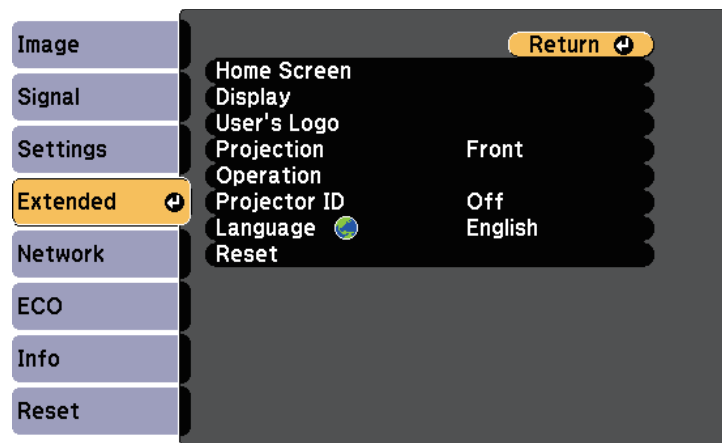 Image
Signal
Settings
Extended
Network
ECO
Info
Reset
Return
Home Screen
Display
User's Logo
Projection Front
Operation
Projector ID Off
Language English
Reset